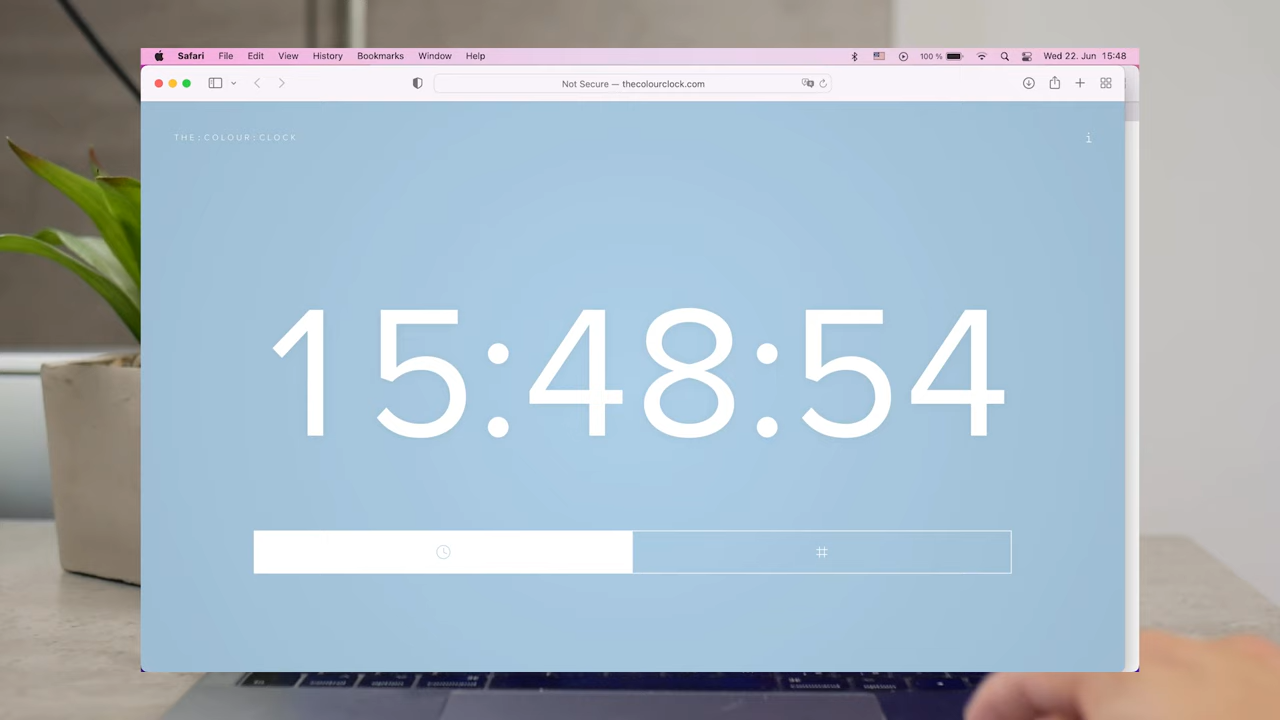 Safari File Edit View History Bookmarks Window Help 100 % Wed 22. Jun 15:48
Not Secure — thecolourclock.com
THE:COLOUR:CLOCK i
15:48:54
#